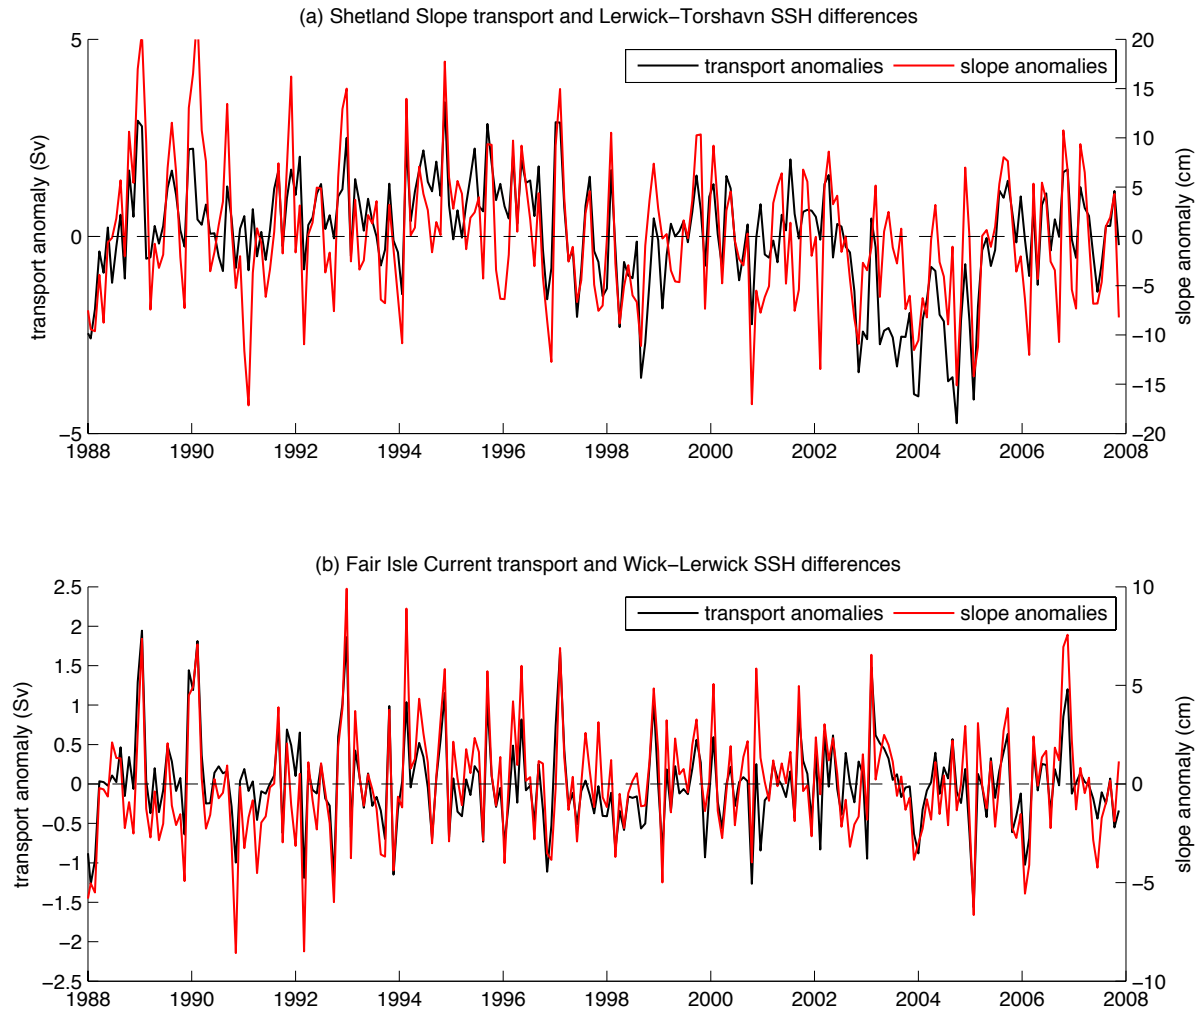 (a) Shetland Slope transport and Lerwick−Torshavn SSH differences
transport anomalies
slope anomalies
5
0
−5
transport anomaly (Sv)
20
15
10
5
0
−5
−10
−15
−20
slope anomaly (cm)
1988 1990 1992 1994 1996 1998 2000 2002 2004 2006 2008
(b) Fair Isle Current transport and Wick−Lerwick SSH differences
transport anomalies
slope anomalies
2.5
2
1.5
1
0.5
0
−0.5
−1
−1.5
−2
−2.5
transport anomaly (Sv)
10
5
0
−5
−10
slope anomaly (cm)
1988 1990 1992 1994 1996 1998 2000 2002 2004 2006 2008